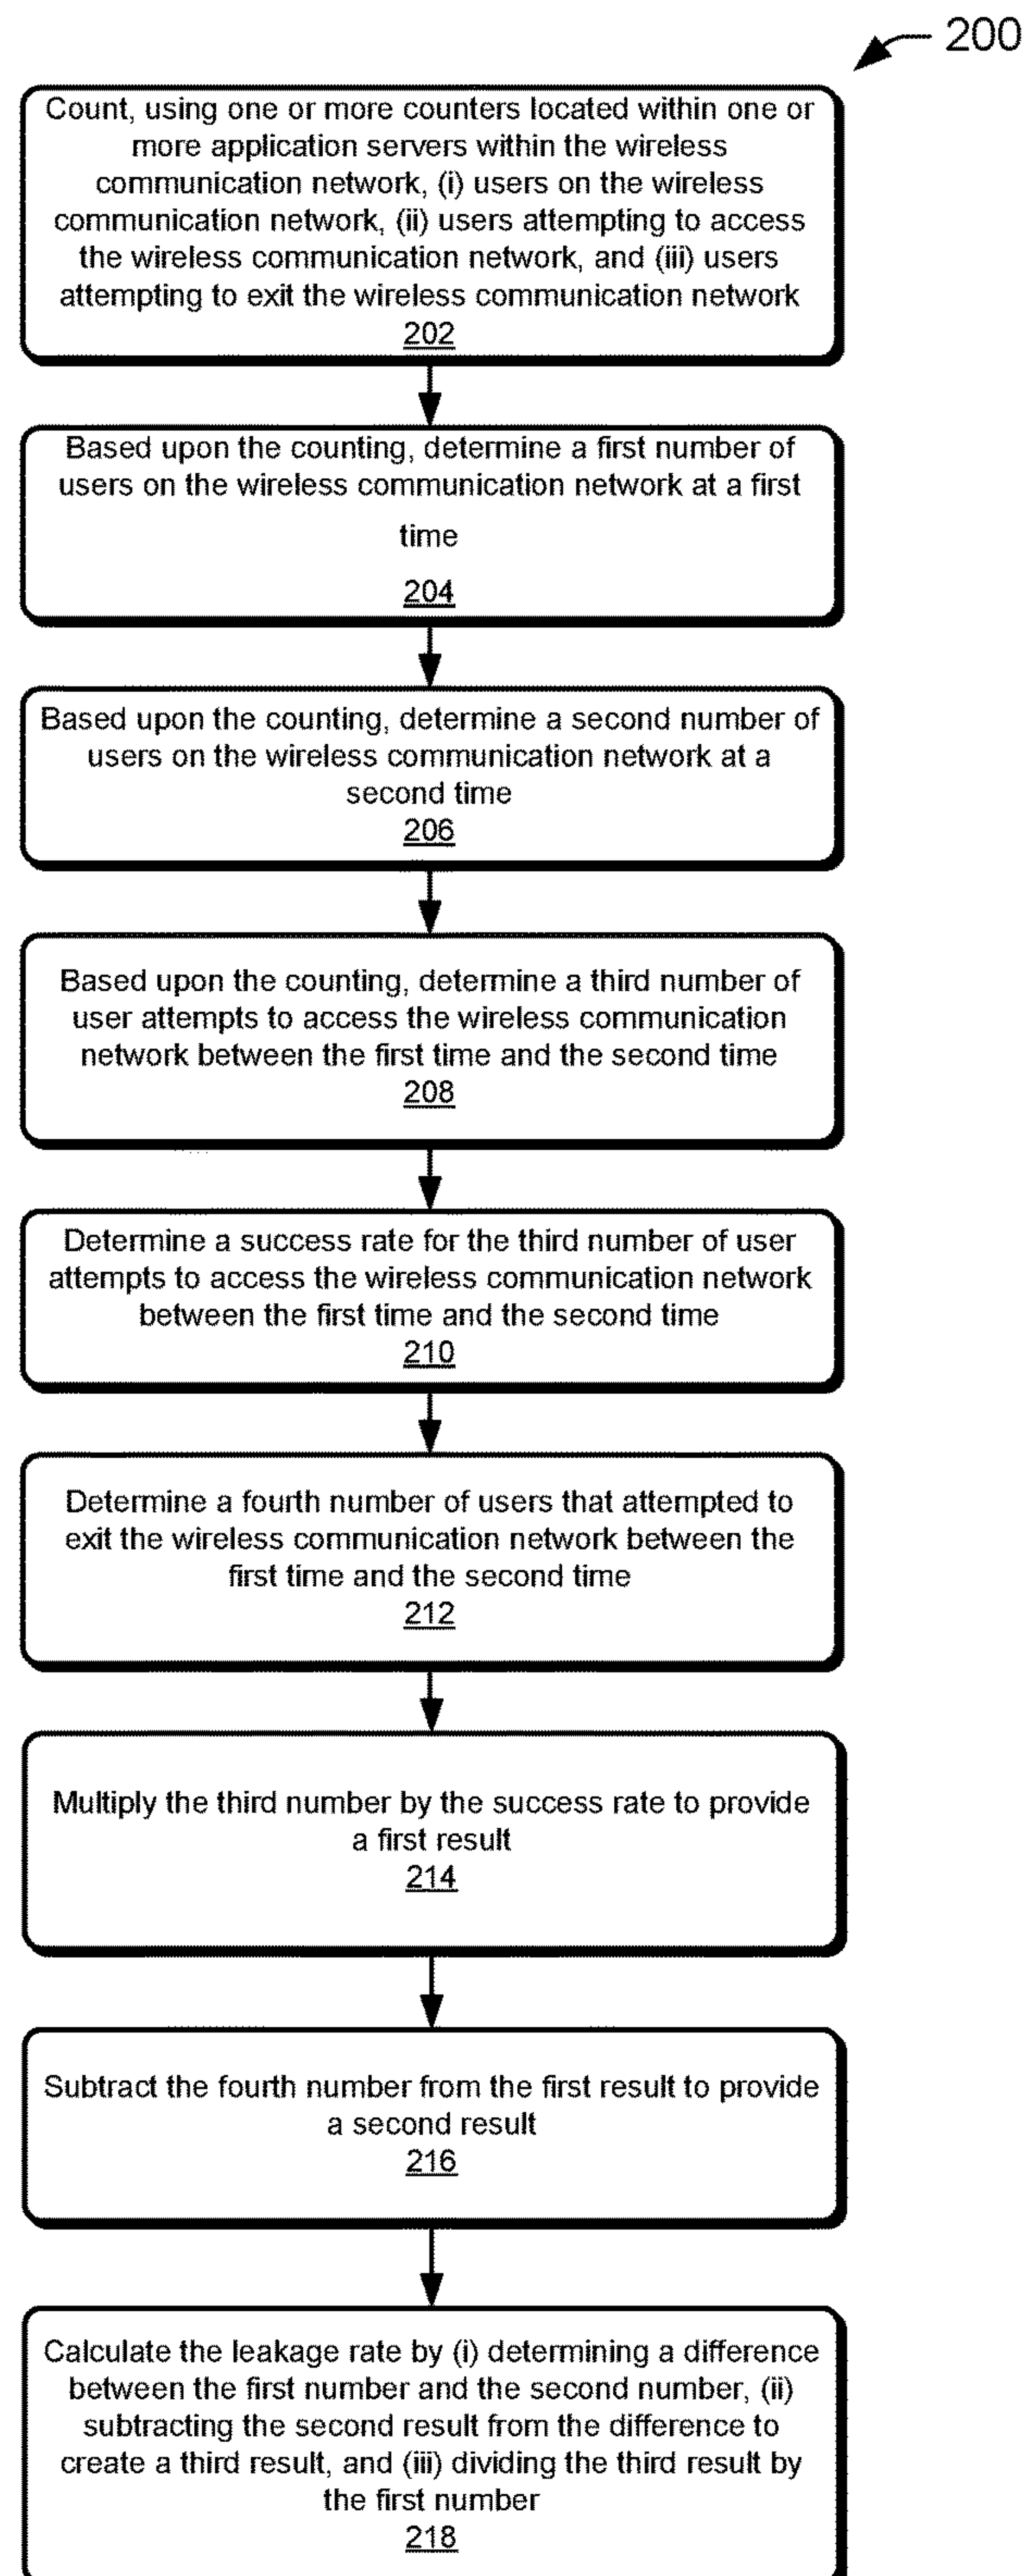 200
Count, using one or more counters located within one or
more application servers within the wireless
communication network, (i) users on the wireless
communication network, (ii) users attempting to access
the wireless communication network, and (iii) users
attempting to exit the wireless communication network
202
Based upon the counting, determine a first number of
users on the wireless communication network at a first
time
204
Based upon the counting, determine a second number of
users on the wireless communication network at a
second time
206
Based upon the counting, determine a third number of
user attempts to access the wireless communication
network between the first time and the second time
208
Determine a success rate for the third number of user
attempts to access the wireless communication network
between the first time and the second time
210
Determine a fourth number of users that attempted to
exit the wireless communication network between the
first time and the second time
212
Multiply the third number by the success rate to provide
a first result
214
Subtract the fourth number from the first result to provide
a second result
216
Calculate the leakage rate by (i) determining a difference
between the first number and the second number, (ii)
subtracting the second result from the difference to
create a third result, and (iii) dividing the third result by
the first number
218